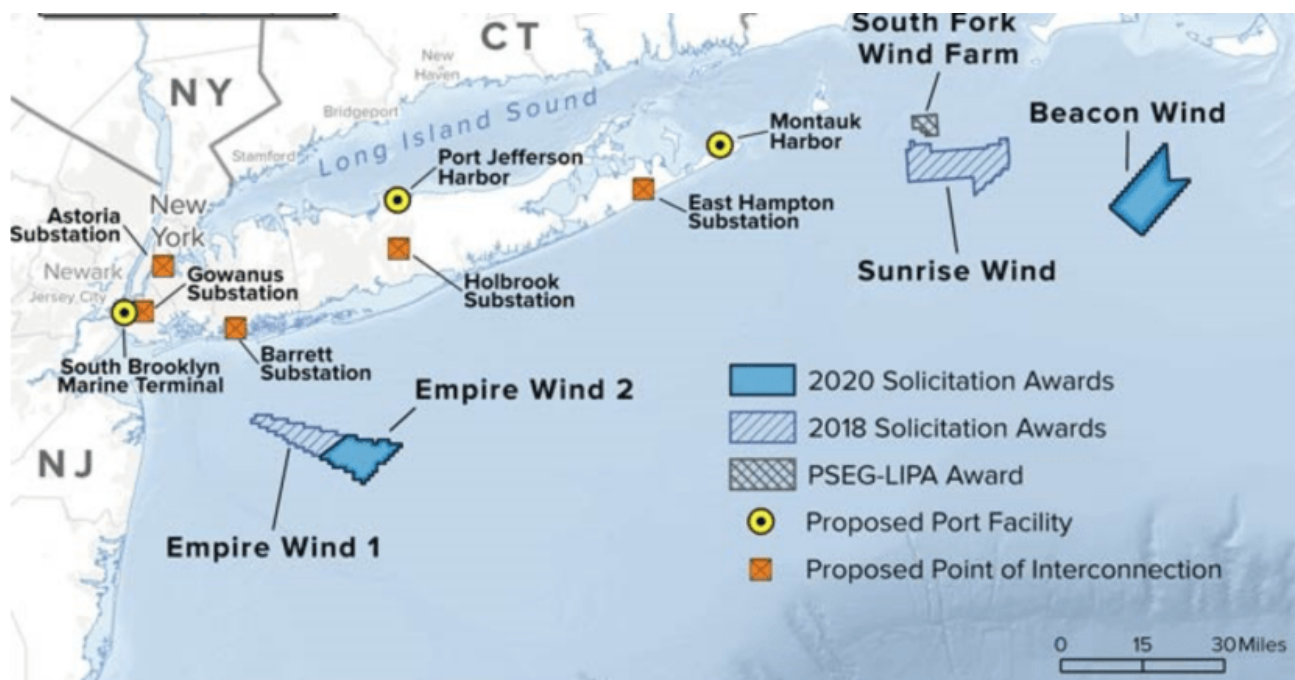 South Fork
Wind Farm
CT
New
Haven
NY
Bridgeport
Long Island Sound
Stamford
Montauk
Harbor
Beacon Wind
Port Jefferson
Harbor
East Hampton
Substation
Astoria
Substation
New
York
Newark
Jersey City
Gowanus
Substation
Holbrook
Substation
Sunrise Wind
South Brooklyn
Marine Terminal
Barrett
Substation
Empire Wind 2
NJ
Empire Wind 1
2020 Solicitation Awards
2018 Solicitation Awards
PSEG-LIPA Award
Proposed Port Facility
Proposed Point of Interconnection
0 15 30 Miles